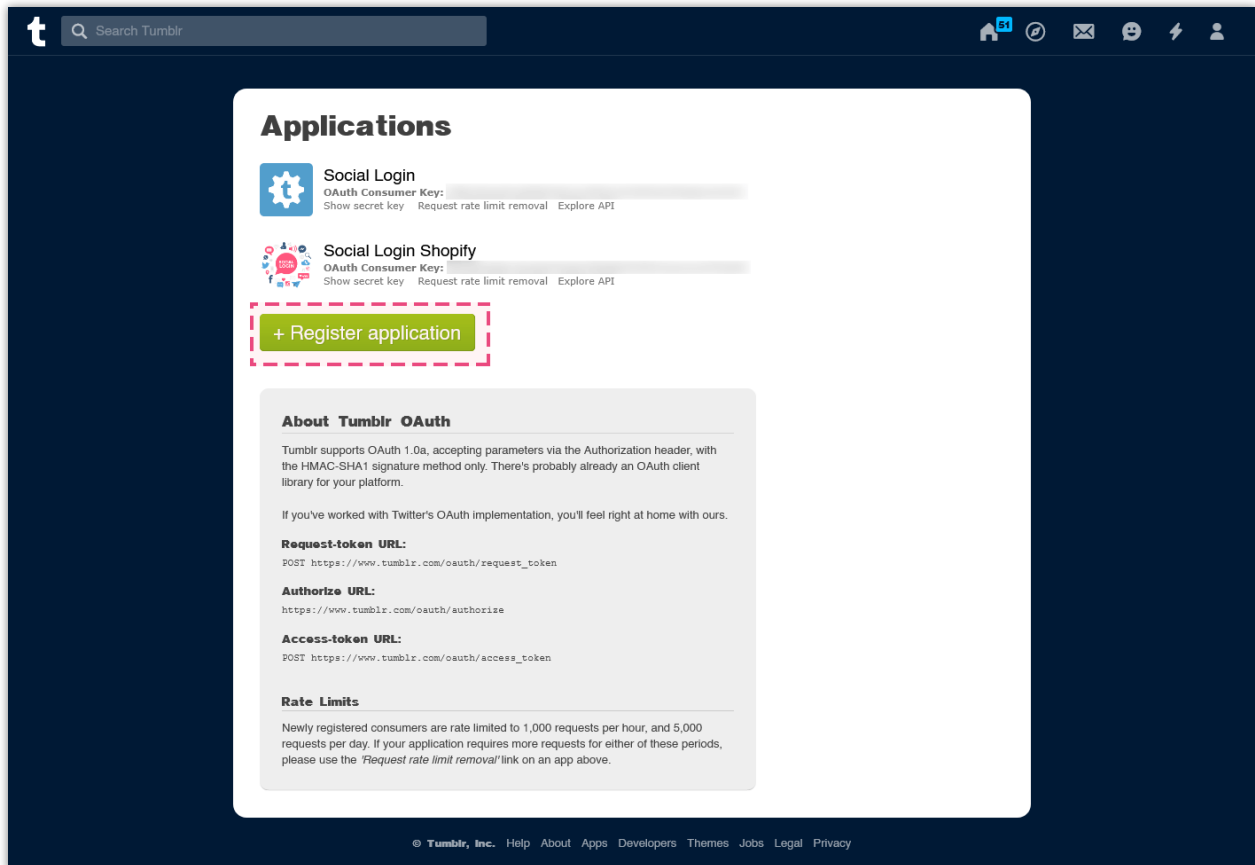 t
Search Tumblr
51
Applications
Social Login
OAuth Consumer Key:
Show secret key Request rate limit removal Explore API
SOCIAL
LOGIN
Social Login Shopify
OAuth Consumer Key:
Show secret key Request rate limit removal Explore API
+ Register application
About Tumblr OAuth
Tumblr supports OAuth 1.0a, accepting parameters via the Authorization header, with
the HMAC-SHA1 signature method only. There's probably already an OAuth client
library for your platform.
If you've worked with Twitter's OAuth implementation, you'll feel right at home with ours.
Request-token URL:
POST https://www.tumblr.com/oauth/request_token
Authorize URL:
https://www.tumblr.com/oauth/authorize
Access-token URL:
POST https://www.tumblr.com/oauth/access_token
Rate Limits
Newly registered consumers are rate limited to 1,000 requests per hour, and 5,000
requests per day. If your application requires more requests for either of these periods,
please use the 'Request rate limit removal' link on an app above.
© Tumblr, Inc. Help About Apps Developers Themes Jobs Legal Privacy